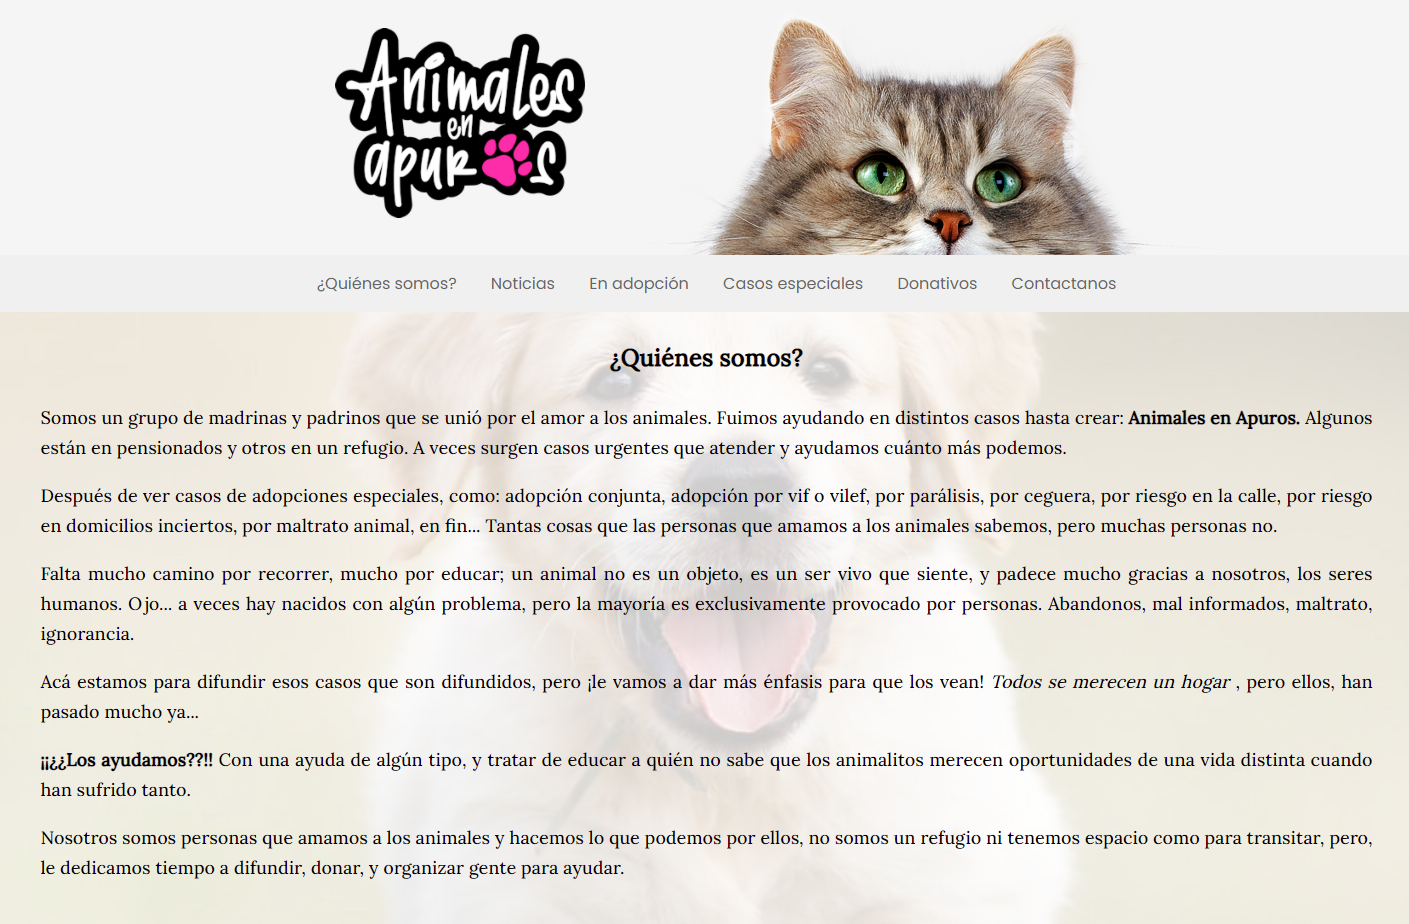 Animales
en
apuros
¿Quiénes somos? Noticias En adopción Casos especiales Donativos Contactanos
¿Quiénes somos?
Somos un grupo de madrinas y padrinos que se unió por el amor a los animales. Fuimos ayudando en distintos casos hasta crear: Animales en Apuros. Algunos
están en pensionados y otros en un refugio. A veces surgen casos urgentes que atender y ayudamos cuánto más podemos.
Después de ver casos de adopciones especiales, como: adopción conjunta, adopción por vif o vilef, por parálisis, por ceguera, por riesgo en la calle, por riesgo
en domicilios inciertos, por maltrato animal, en fin... Tantas cosas que las personas que amamos a los animales sabemos, pero muchas personas no.
Falta mucho camino por recorrer, mucho por educar; un animal no es un objeto, es un ser vivo que siente, y padece mucho gracias a nosotros, los seres
humanos. Ojo... a veces hay nacidos con algún problema, pero la mayoría es exclusivamente provocado por personas. Abandonos, mal informados, maltrato,
ignorancia.
Acá estamos para difundir esos casos que son difundidos, pero ¡le vamos a dar más énfasis para que los vean! Todos se merecen un hogar , pero ellos, han
pasado mucho ya...
¡¡¿¿Los ayudamos??!! Con una ayuda de algún tipo, y tratar de educar a quién no sabe que los animalitos merecen oportunidades de una vida distinta cuando
han sufrido tanto.
Nosotros somos personas que amamos a los animales y hacemos lo que podemos por ellos, no somos un refugio ni tenemos espacio como para transitar, pero,
le dedicamos tiempo a difundir, donar, y organizar gente para ayudar.